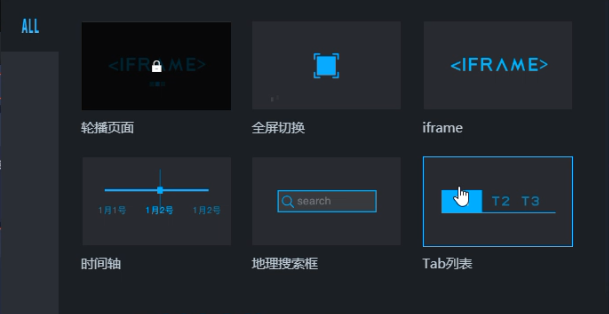 ALL
<IFRAME>
<IFRAME>
轮播页面
全屏切换
iframe
1月1号
1月2号
1月2号
search
T2
T3
时间轴
地理搜索框
Tab列表